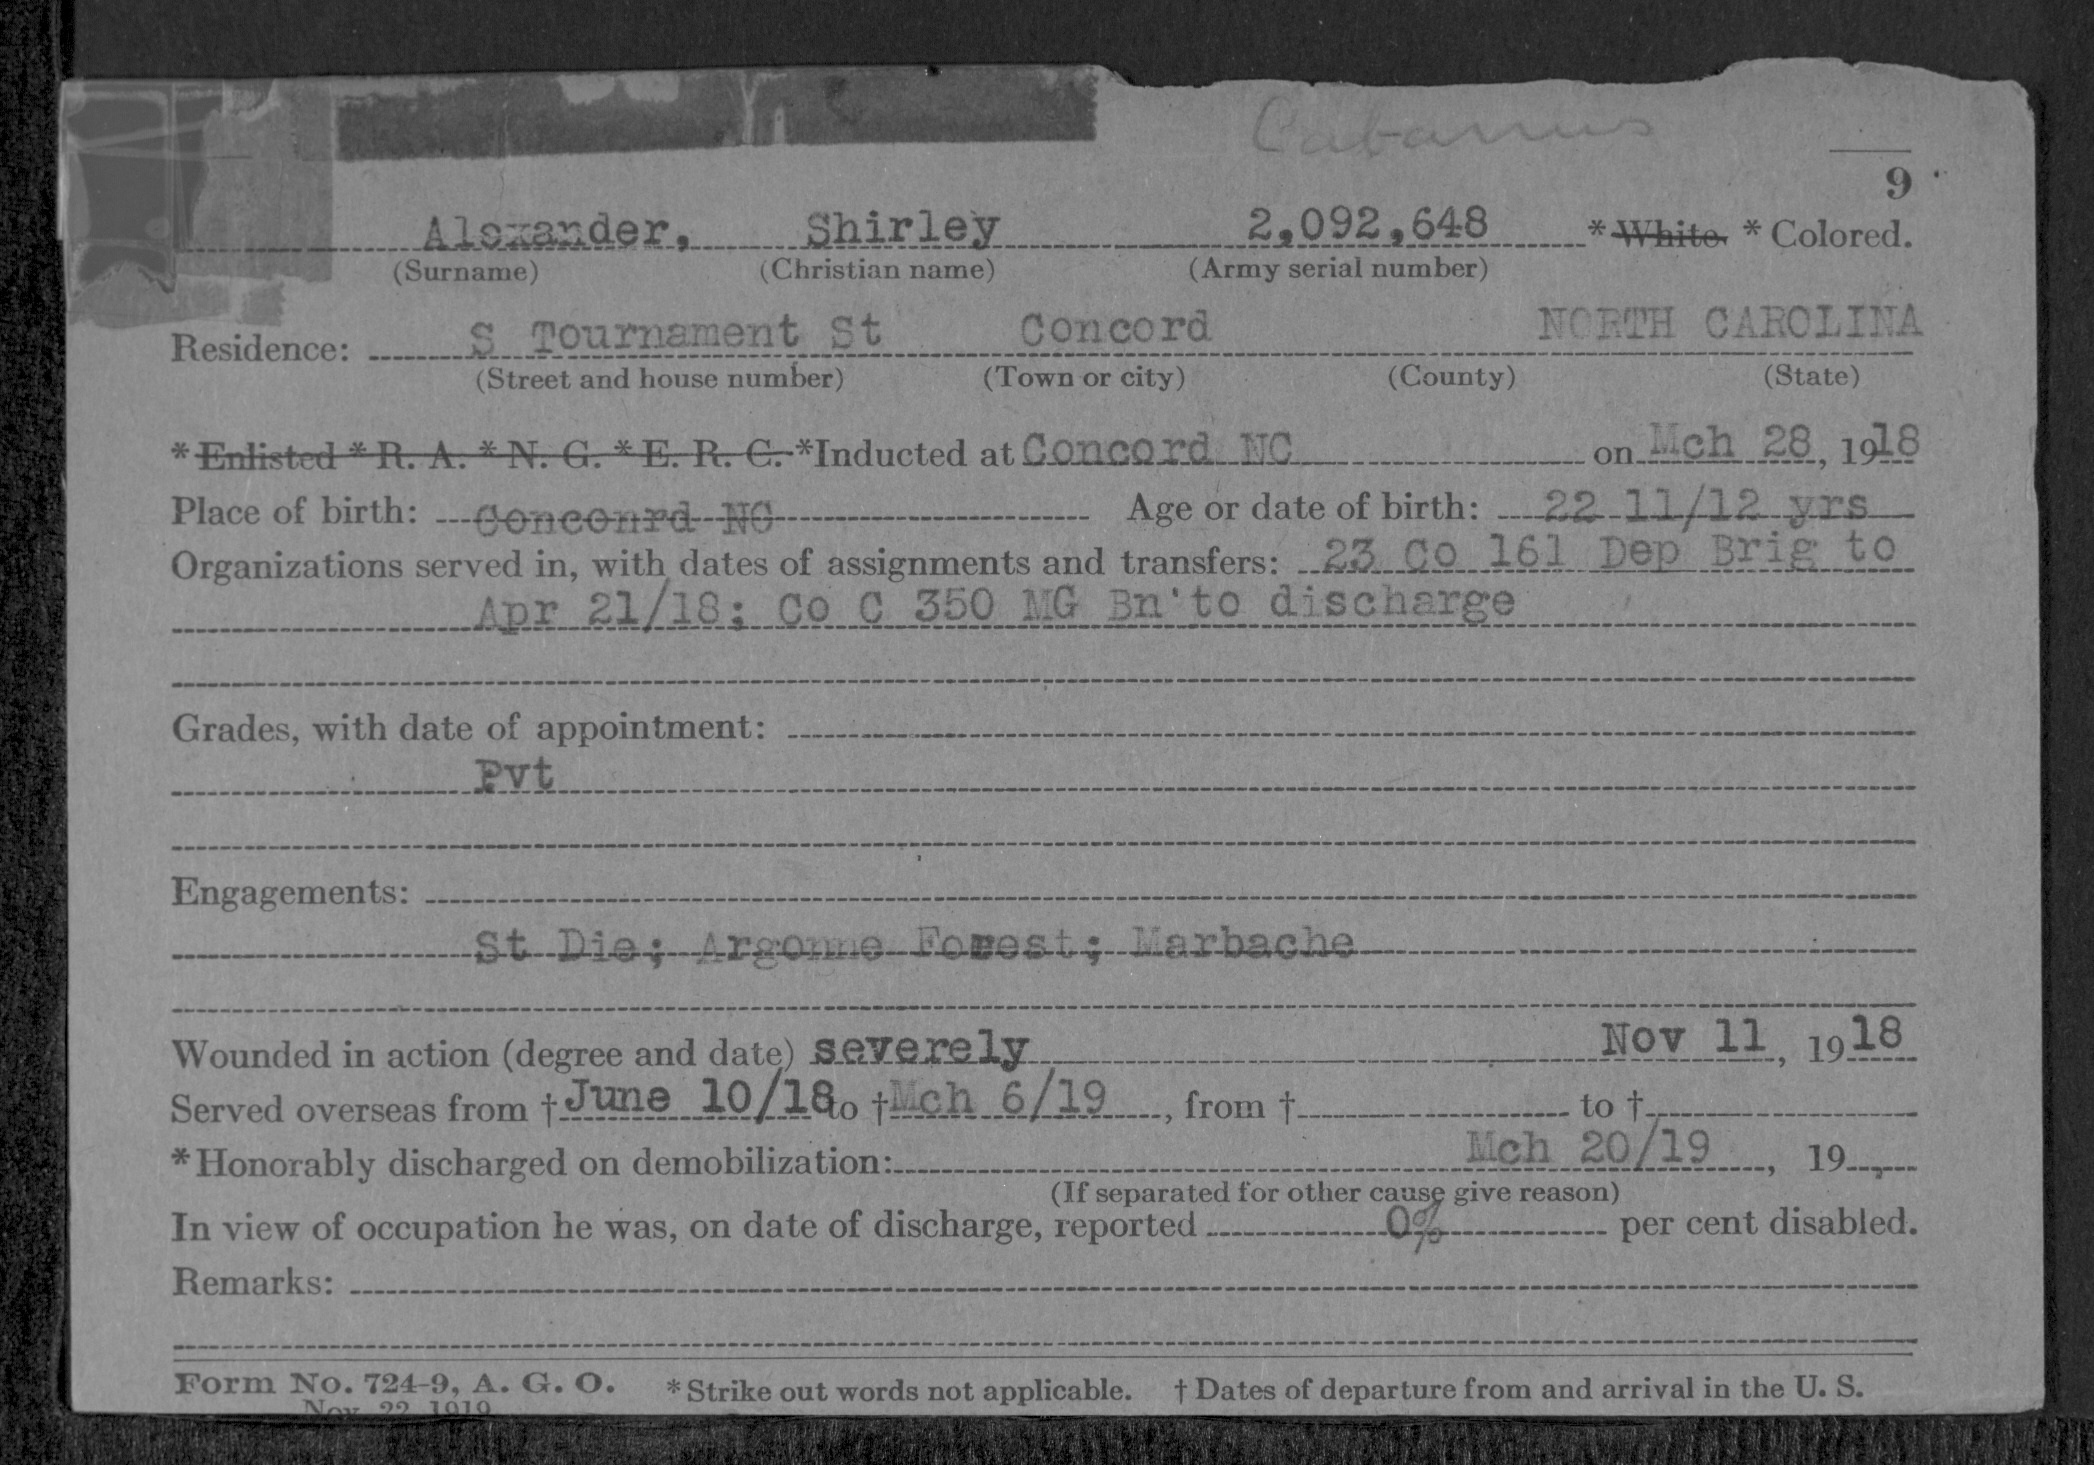 Cabarrus
9
Alexander, Shirley 2,092,648 * White. * Colored.
(Surname) (Christian name) (Army serial number)
Residence: S Tournament St Concord NORTH CAROLINA
(Street and house number) (Town or city) (County) (State)
* Enlisted * R. A. * N. G. * E. R. C. * Inducted at Concord NC on Mch 28, 1918
Place of birth: Conconrd NC Age or date of birth: 22 11/12 yrs
Organizations served in, with dates of assignments and transfers: 23 Co 161 Dep Brig to
Apr 21/18; Co C 350 MG Bn to discharge
Grades, with date of appointment:
Pvt
Engagements:
St Die; Argonne Forest; Marbache
Wounded in action (degree and date) severely Nov 11, 1918
Served overseas from † June 10/18 to † Mch 6/19, from † to †
* Honorably discharged on demobilization: Mch 20/19, 19
(If separated for other cause give reason)
In view of occupation he was, on date of discharge, reported 0% per cent disabled.
Remarks:
Form No. 724-9, A. G. O. * Strike out words not applicable. † Dates of departure from and arrival in the U. S.
Nov. 22 1919